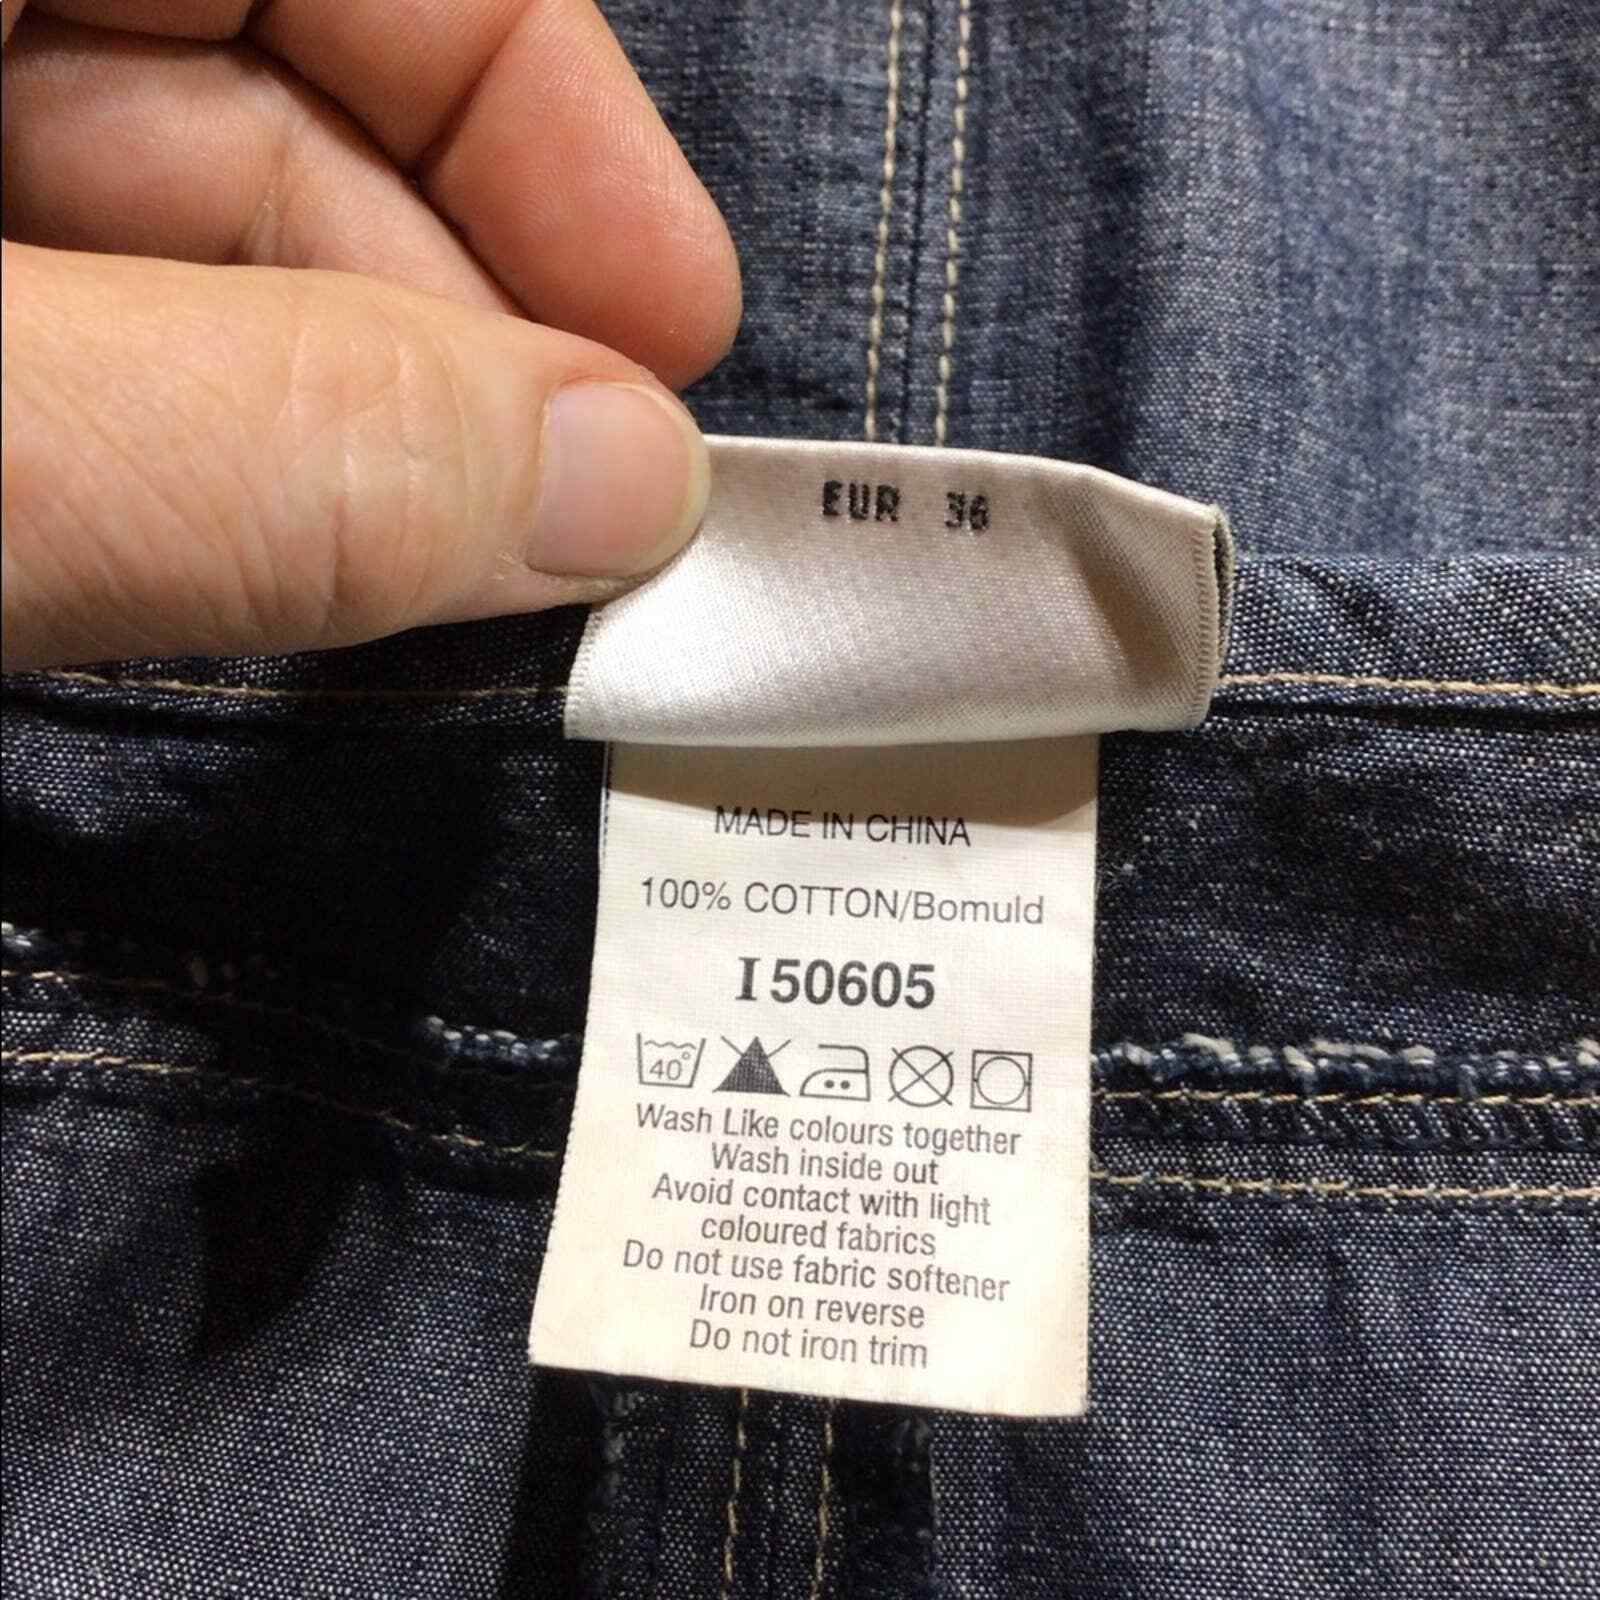 EUR 36
MADE IN CHINA
100% COTTON/Bomuld
I50605
40°
Wash Like colours together
Wash inside out
Avoid contact with light
coloured fabrics
Do not use fabric softener
Iron on reverse
Do not iron trim